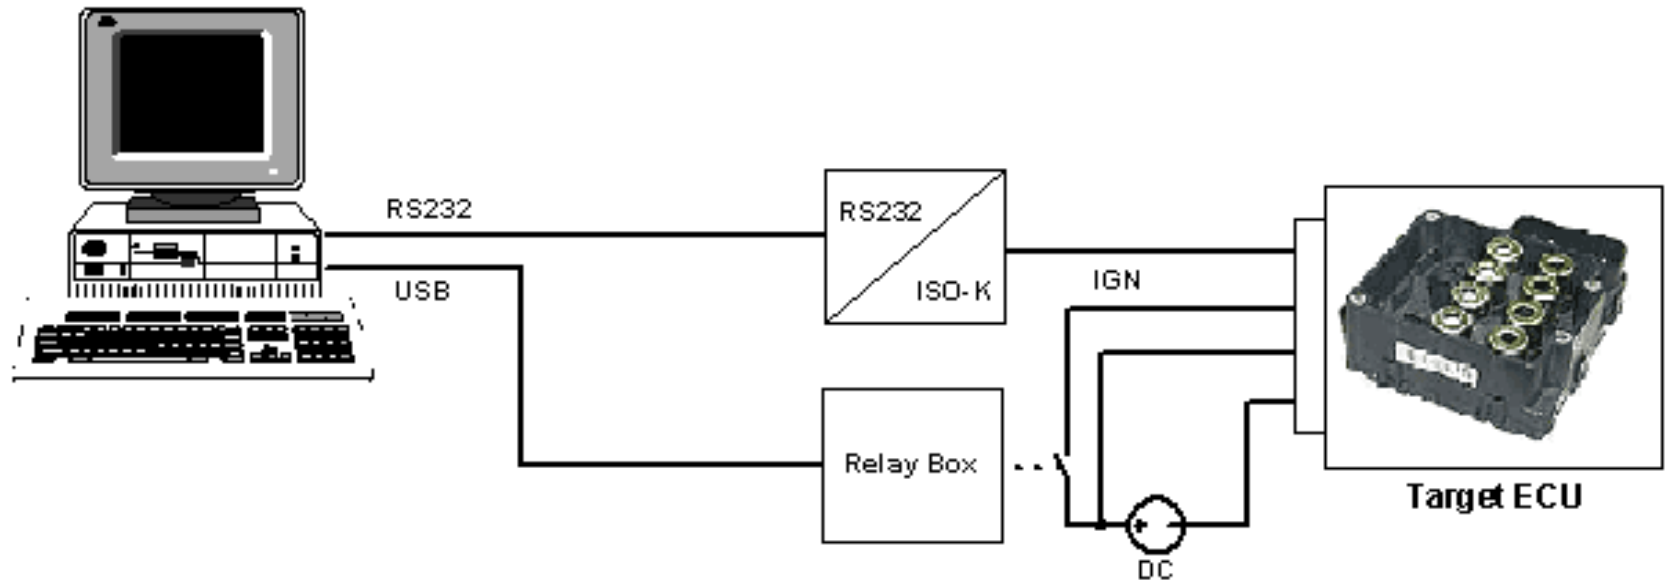 RS232
USB
RS232
ISO-K
IGN
Relay Box
DC
Target ECU